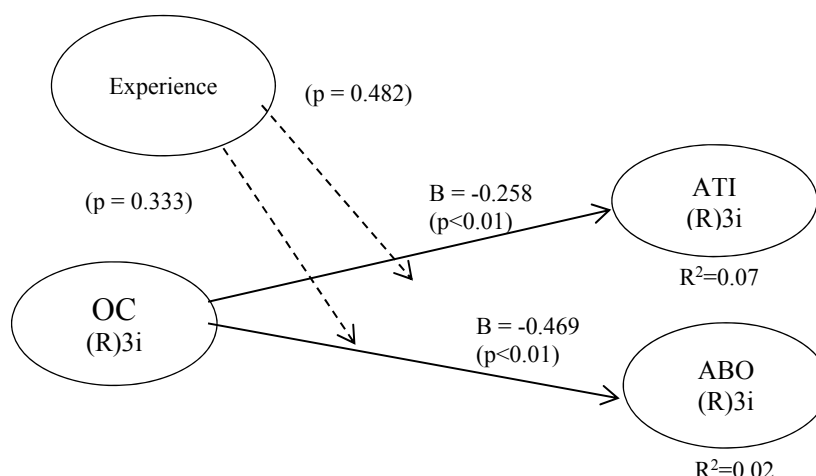 Experience
(p = 0.482)
(p = 0.333)
B = -0.258
(p<0.01)
ATI
(R)3i
R²=0.07
OC
(R)3i
B = -0.469
(p<0.01)
ABO
(R)3i
R²=0.02